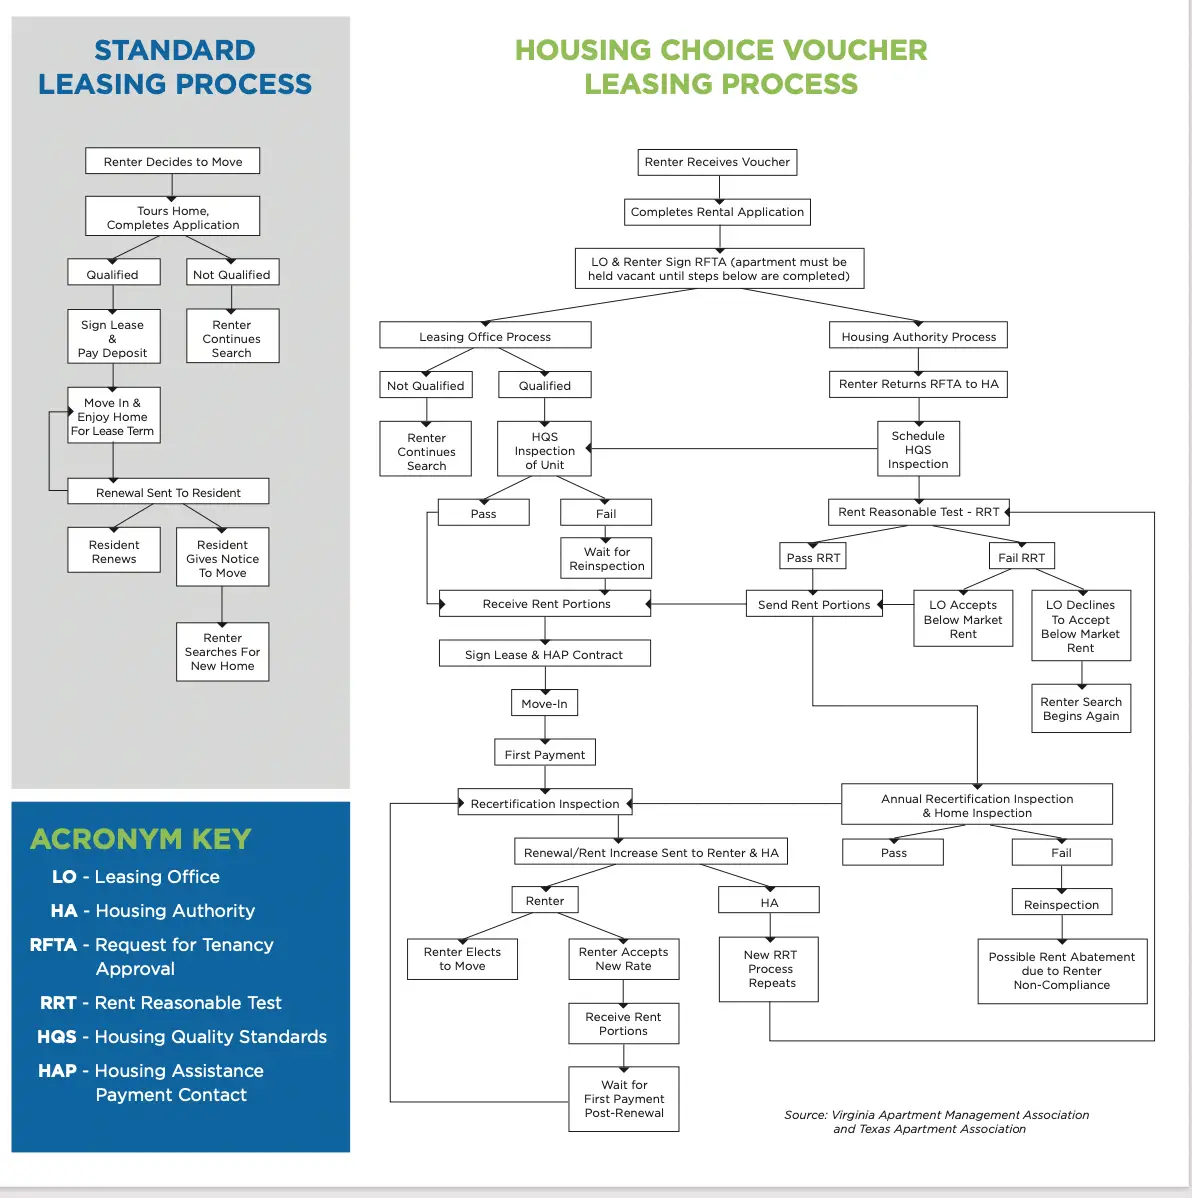 STANDARD
LEASING PROCESS
Renter Decides to Move
Tours Home,
Completes Application
Qualified
Not Qualified
Sign Lease
&
Pay Deposit
Renter
Continues
Search
Move In &
Enjoy Home
For Lease Term
Renewal Sent To Resident
Resident
Renews
Resident
Gives Notice
To Move
Renter
Searches For
New Home
ACRONYM KEY
LO - Leasing Office
HA - Housing Authority
RFTA - Request for Tenancy
Approval
RRT - Rent Reasonable Test
HQS - Housing Quality Standards
HAP - Housing Assistance
Payment Contact
HOUSING CHOICE VOUCHER
LEASING PROCESS
Renter Receives Voucher
Completes Rental Application
LO & Renter Sign RFTA (apartment must be
held vacant until steps below are completed)
Leasing Office Process
Housing Authority Process
Not Qualified
Qualified
Renter Returns RFTA to HA
Renter
Continues
Search
HQS
Inspection
of Unit
Schedule
HQS
Inspection
Pass
Fail
Rent Reasonable Test - RRT
Wait for
Reinspection
Pass RRT
Fail RRT
Receive Rent Portions
Send Rent Portions
LO Accepts
Below Market
Rent
LO Declines
To Accept
Below Market
Rent
Sign Lease & HAP Contract
Renter Search
Begins Again
Move-In
First Payment
Recertification Inspection
Annual Recertification Inspection
& Home Inspection
Renewal/Rent Increase Sent to Renter & HA
Pass
Fail
Renter
HA
Reinspection
Renter Elects
to Move
Renter Accepts
New Rate
New RRT
Process
Repeats
Possible Rent Abatement
due to Renter
Non-Compliance
Receive Rent
Portions
Wait for
First Payment
Post-Renewal
Source: Virginia Apartment Management Association
and Texas Apartment Association